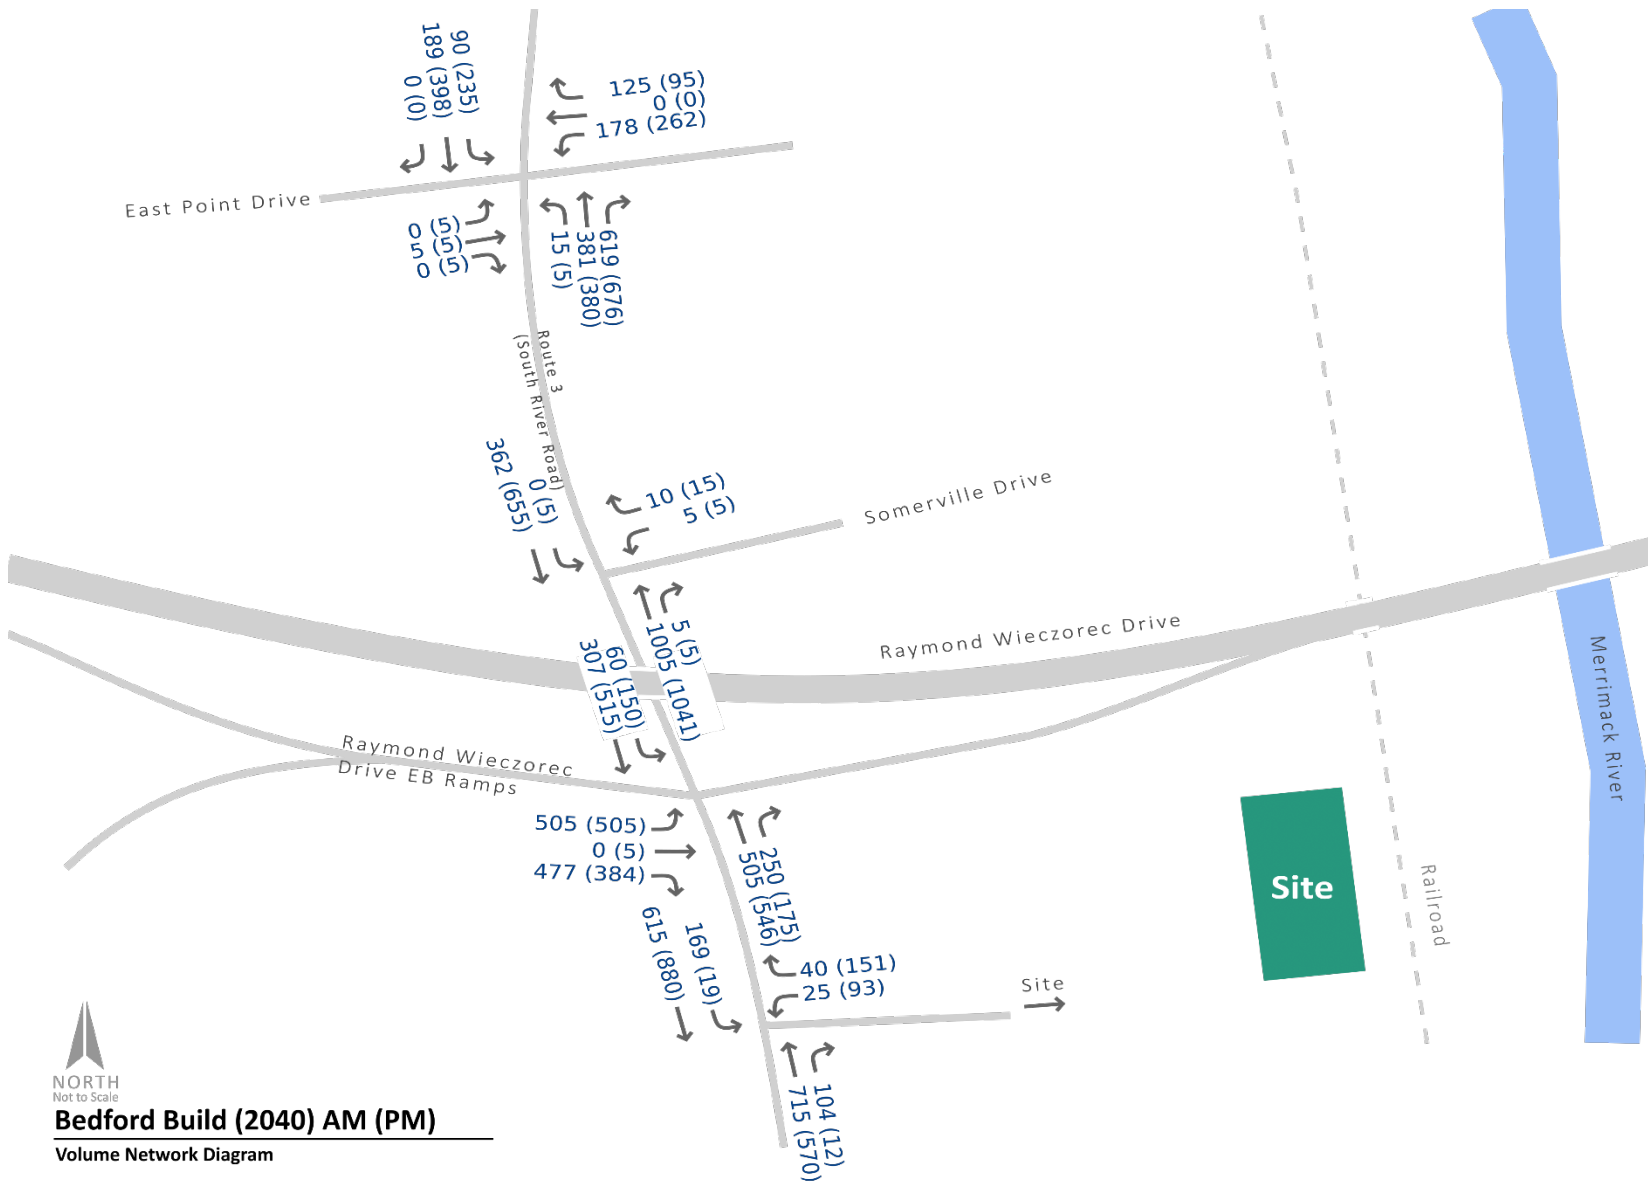 90 (235)
189 (398)
0 (0)
125 (95)
0 (0)
178 (262)
East Point Drive
0 (5)
5 (5)
0 (5)
15 (5)
381 (380)
619 (676)
Route 3
(South River Road)
362 (655)
0 (5)
10 (15)
5 (5)
Somerville Drive
5 (5)
1005 (1041)
60 (150)
307 (515)
Raymond Wieczorec Drive
Merrimack River
Raymond Wieczorec
Drive EB Ramps
505 (505)
0 (5)
477 (384)
250 (175)
505 (546)
Site
Railroad
615 (880)
169 (19)
40 (151)
25 (93)
Site
104 (12)
715 (570)
NORTH
Not to Scale
Bedford Build (2040) AM (PM)
Volume Network Diagram